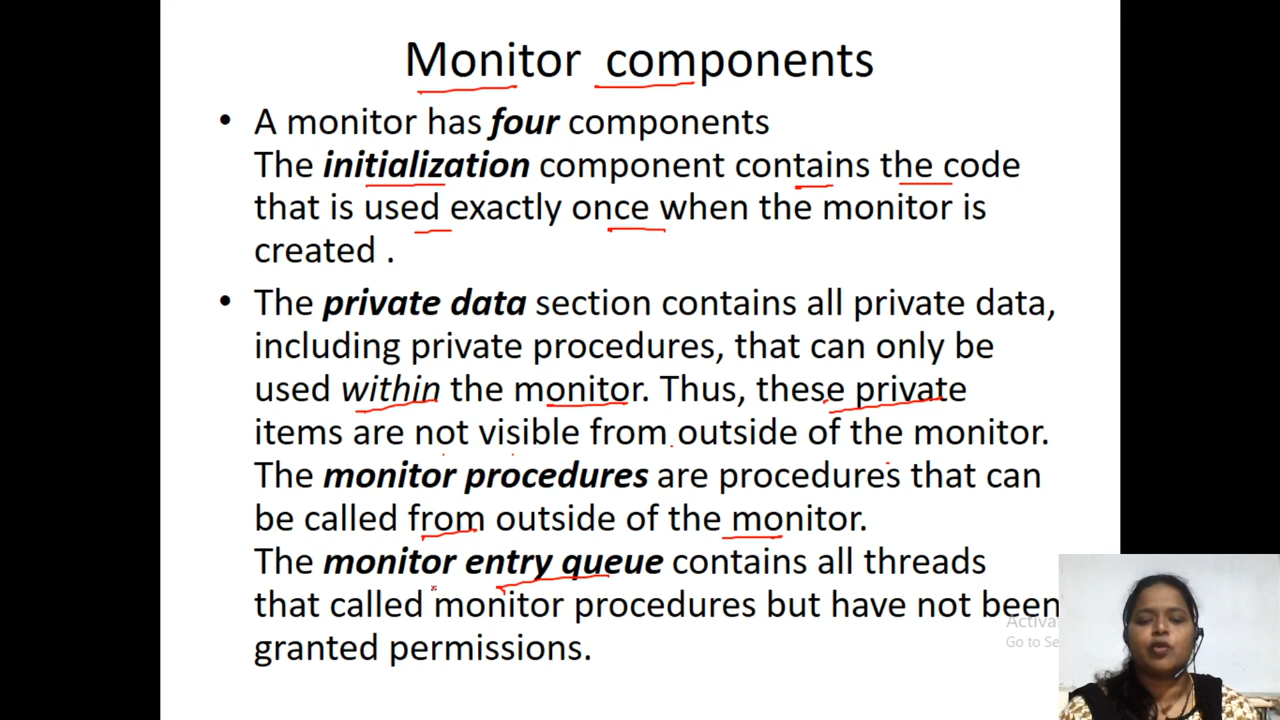 Monitor components
• A monitor has four components
The initialization component contains the code
that is used exactly once when the monitor is
created .
• The private data section contains all private data,
including private procedures, that can only be
used within the monitor. Thus, these private
items are not visible from outside of the monitor.
The monitor procedures are procedures that can
be called from outside of the monitor.
The monitor entry queue contains all threads
that called monitor procedures but have not been
granted permissions.
Activa
Go to Se